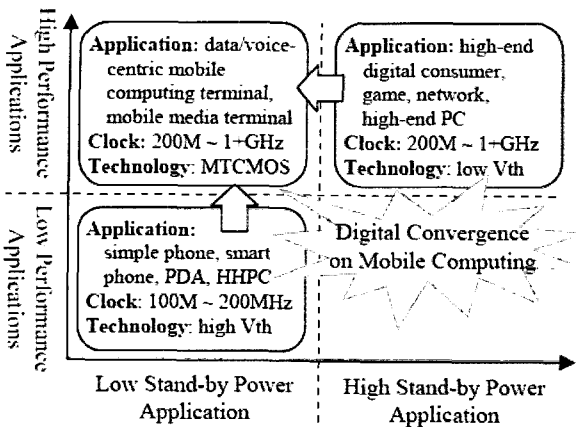 High Performance
Applications
Low Performance
Applications
Application: data/voice-
centric mobile
computing terminal,
mobile media terminal
Clock: 200M ~ 1+GHz
Technology: MTCMOS
Application: high-end
digital consumer,
game, network,
high-end PC
Clock: 200M ~ 1+GHz
Technology: low Vth
Application:
simple phone, smart
phone, PDA, HHPC
Clock: 100M ~ 200MHz
Technology: high Vth
Digital Convergence
on Mobile Computing
Low Stand-by Power
Application
High Stand-by Power
Application